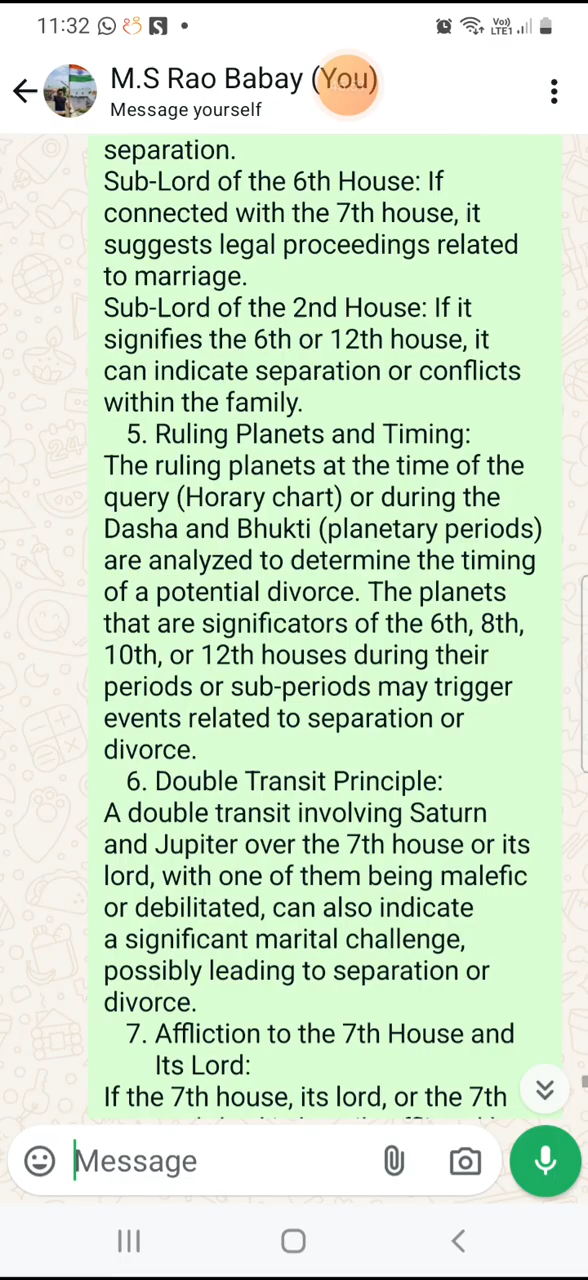 11:32
Vo))
LTE1
M.S Rao Babay (You)
Message yourself
separation.
Sub-Lord of the 6th House: If
connected with the 7th house, it
suggests legal proceedings related
to marriage.
Sub-Lord of the 2nd House: If it
signifies the 6th or 12th house, it
can indicate separation or conflicts
within the family.
5. Ruling Planets and Timing:
The ruling planets at the time of the
query (Horary chart) or during the
Dasha and Bhukti (planetary periods)
are analyzed to determine the timing
of a potential divorce. The planets
that are significators of the 6th, 8th,
10th, or 12th houses during their
periods or sub-periods may trigger
events related to separation or
divorce.
6. Double Transit Principle:
A double transit involving Saturn
and Jupiter over the 7th house or its
lord, with one of them being malefic
or debilitated, can also indicate
a significant marital challenge,
possibly leading to separation or
divorce.
7. Affliction to the 7th House and
Its Lord:
If the 7th house, its lord, or the 7th
Message